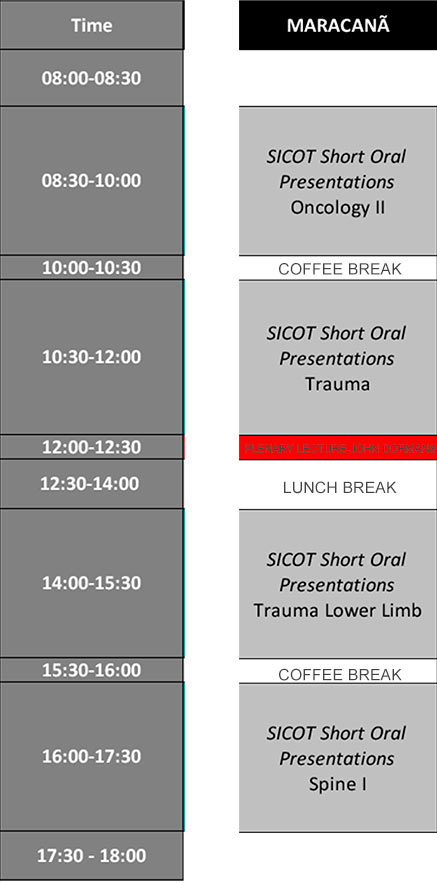 Time
MARACANÃ
08:00-08:30
08:30-10:00
SICOT Short Oral
Presentations
Oncology II
10:00-10:30
COFFEE BREAK
10:30-12:00
SICOT Short Oral
Presentations
Trauma
12:00-12:30
PLENARY LECTURE JOHN
12:30-14:00
LUNCH BREAK
14:00-15:30
SICOT Short Oral
Presentations
Trauma Lower Limb
15:30-16:00
COFFEE BREAK
16:00-17:30
SICOT Short Oral
Presentations
Spine I
17:30 - 18:00